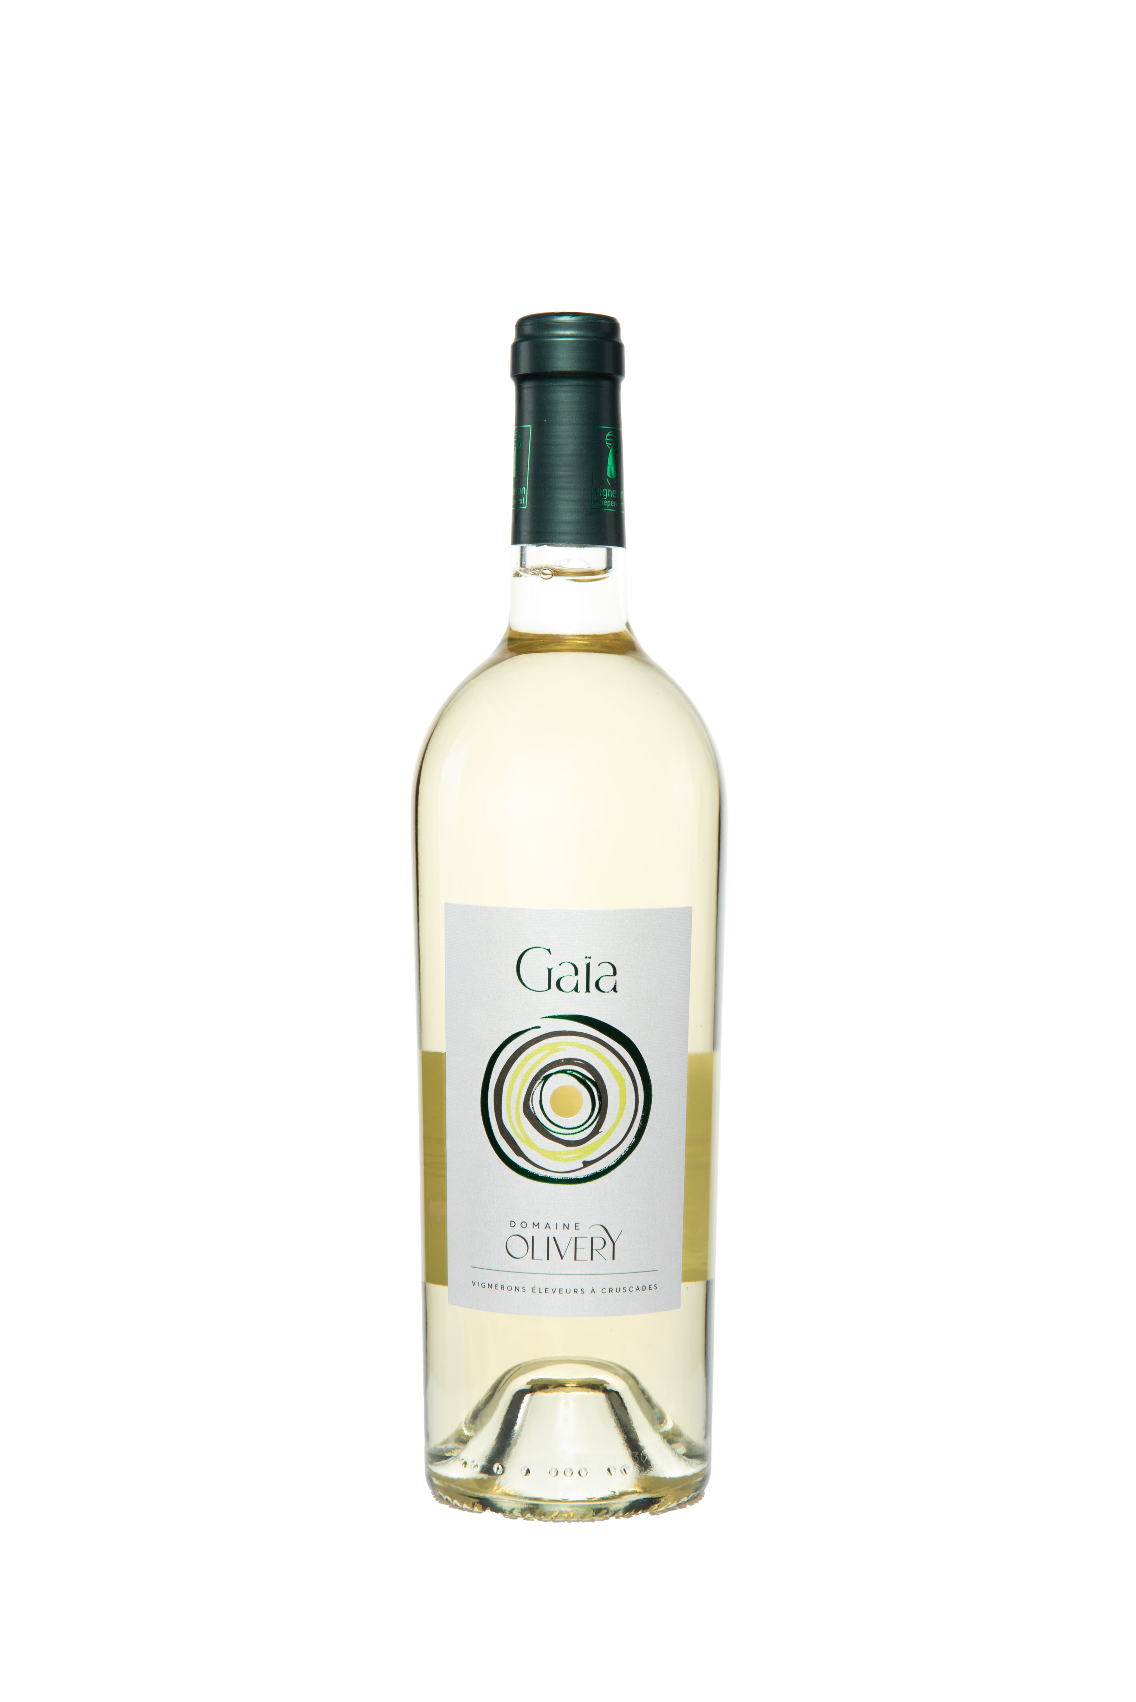 Gaïa
DOMAINE
OLIVERY
VIGNERONS ÉLEVEURS À CRUSCADES